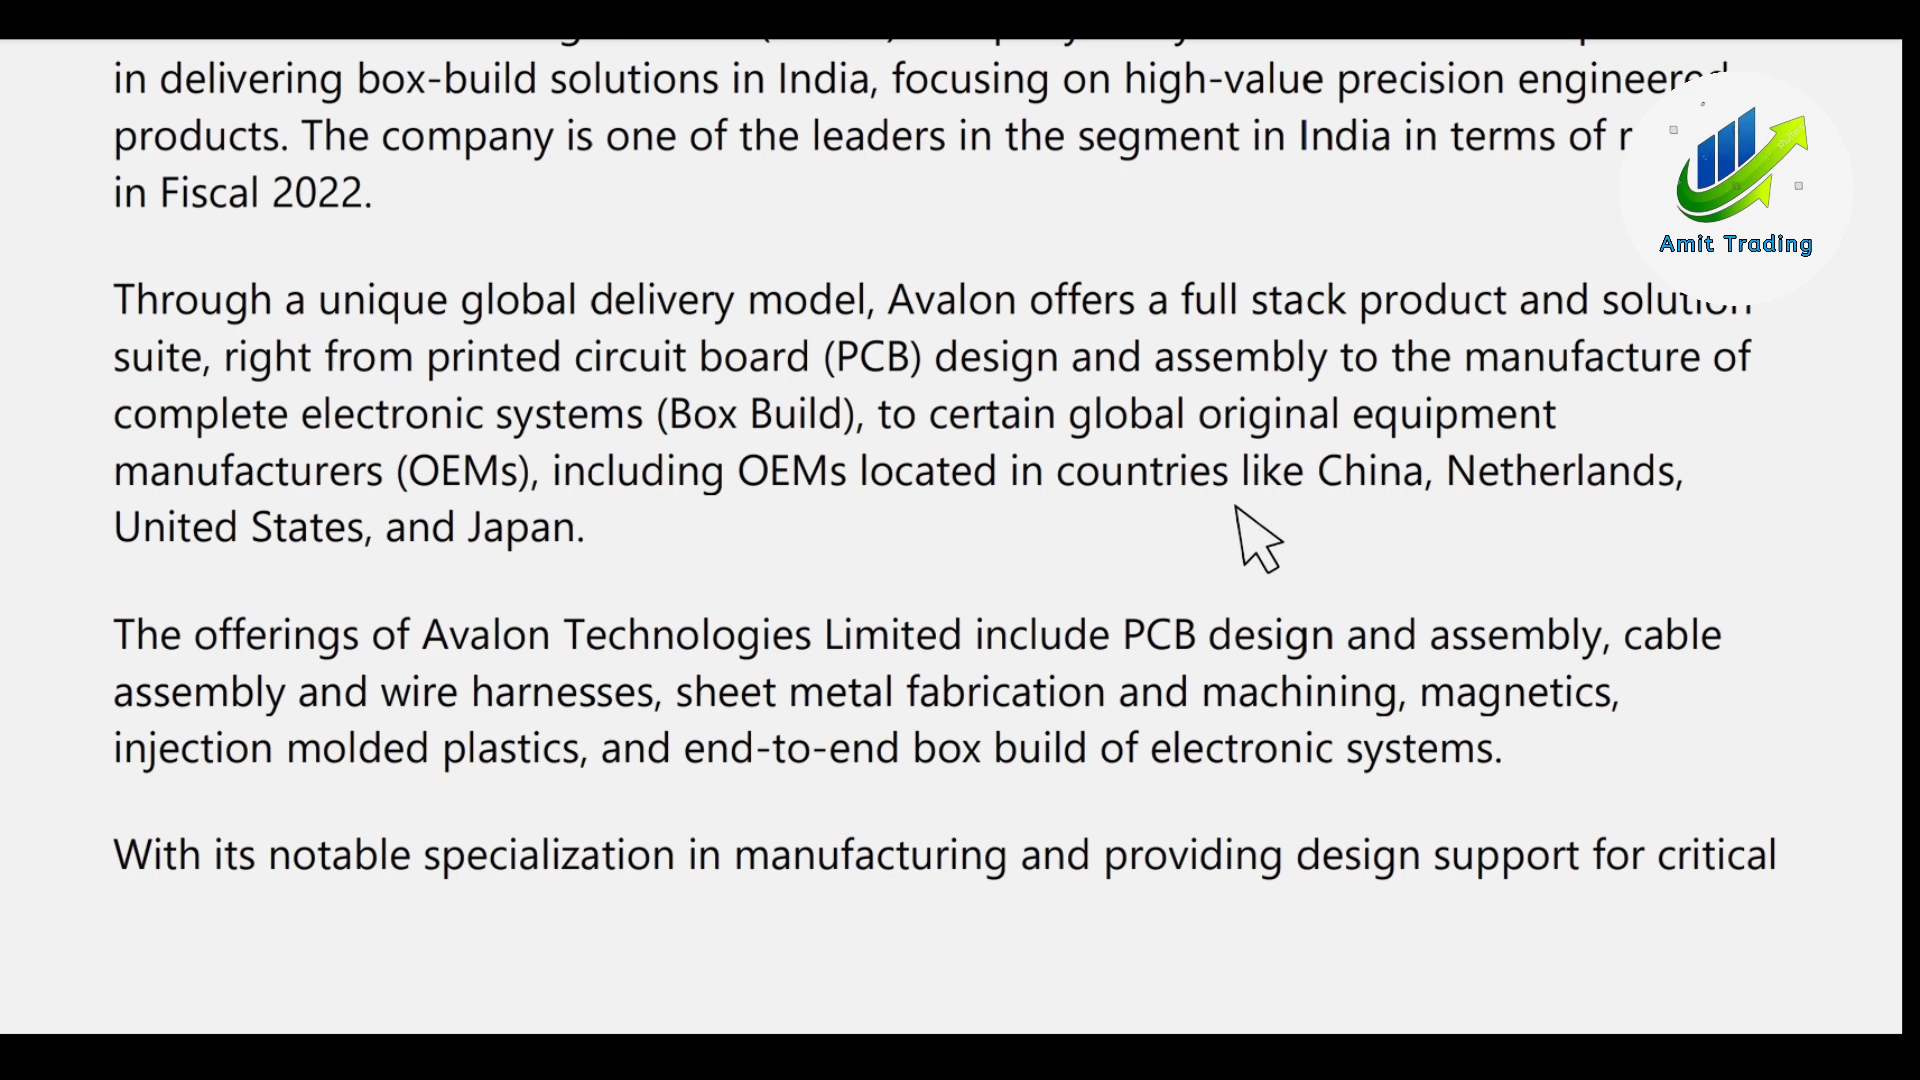 in delivering box-build solutions in India, focusing on high-value precision engineered
products. The company is one of the leaders in the segment in India in terms of
in Fiscal 2022.
Through a unique global delivery model, Avalon offers a full stack product and solution
suite, right from printed circuit board (PCB) design and assembly to the manufacture of
complete electronic systems (Box Build), to certain global original equipment
manufacturers (OEMs), including OEMs located in countries like China, Netherlands,
United States, and Japan.
The offerings of Avalon Technologies Limited include PCB design and assembly, cable
assembly and wire harnesses, sheet metal fabrication and machining, magnetics,
injection molded plastics, and end-to-end box build of electronic systems.
With its notable specialization in manufacturing and providing design support for critical
Amit Trading